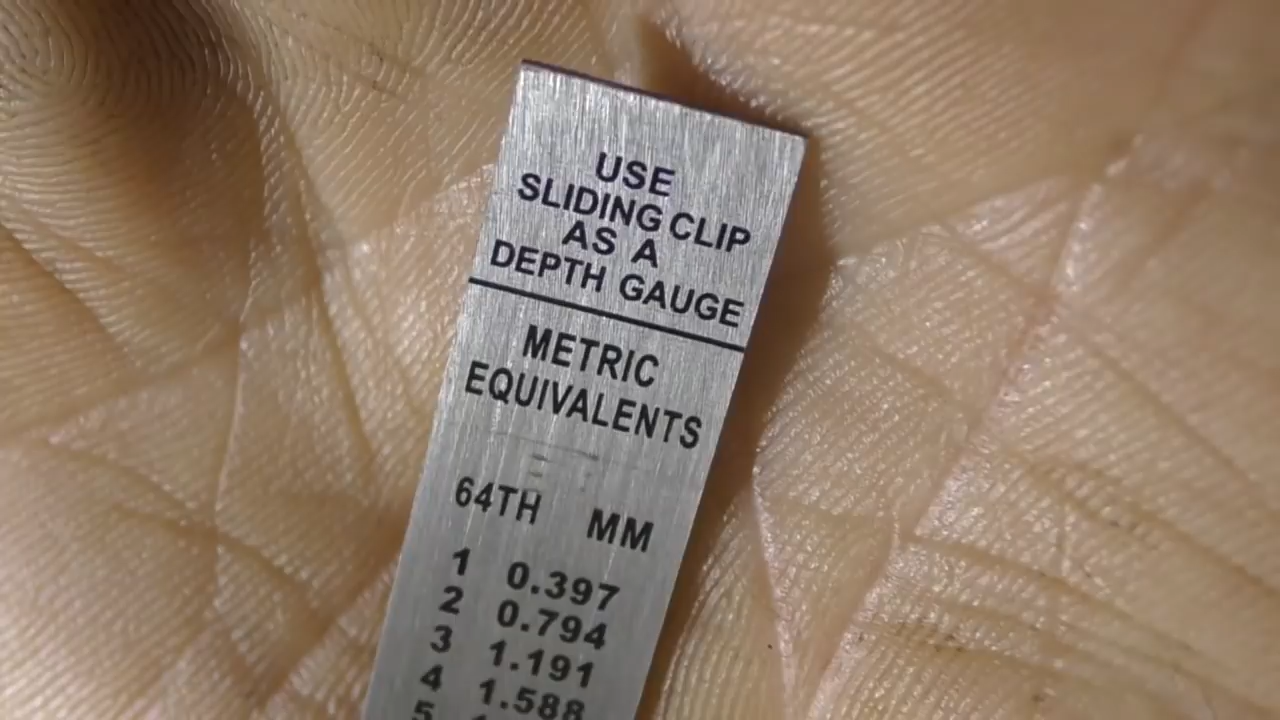 USE
SLIDING CLIP
AS A
DEPTH GAUGE
METRIC
EQUIVALENTS
64TH MM
1 0.397
2 0.794
3 1.191
4 1.588
5